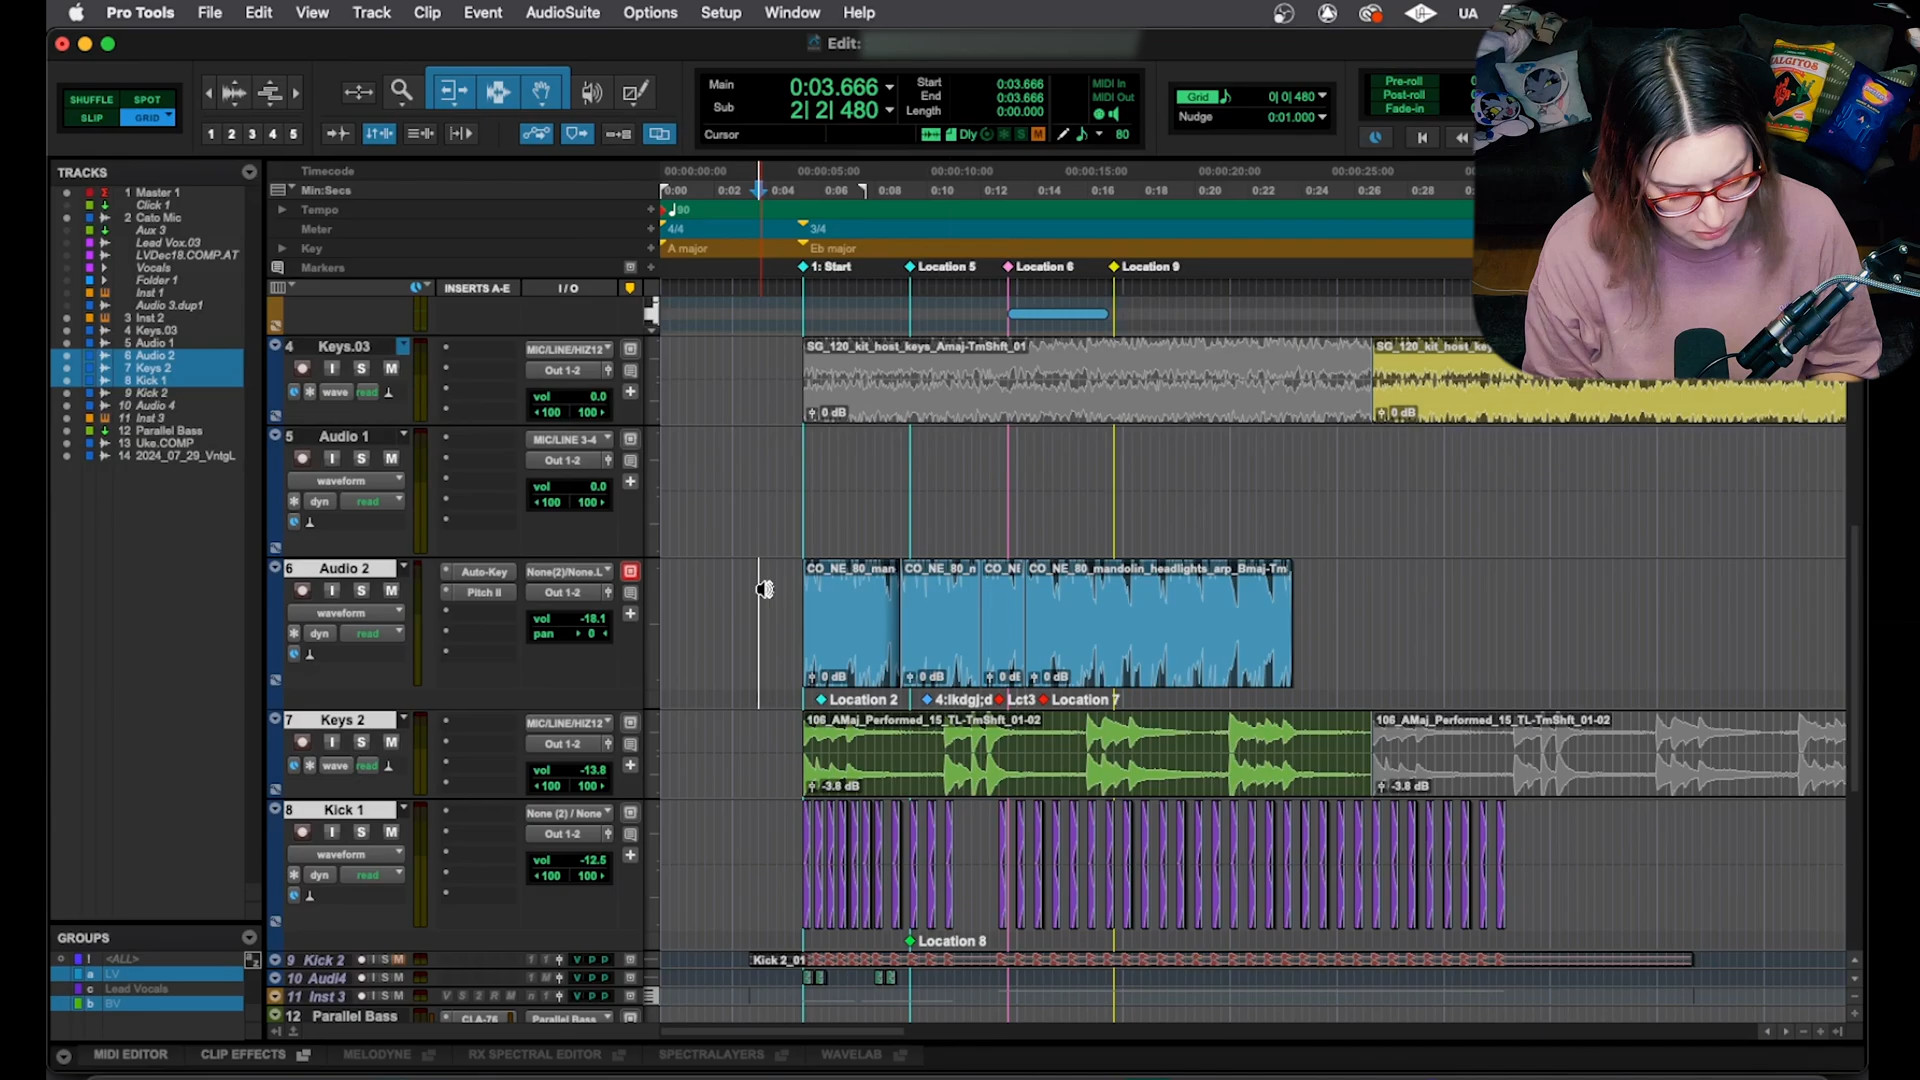 Pro Tools File Edit View Track Clip Event AudioSuite Options Setup Window Help UA
Edit:
SHUFFLE SPOT
SLIP GRID
1 2 3 4 5
Main 0:03.666
Sub 2| 2| 480
Cursor
Start 0:03.666
End 0:03.666
Length 0:00.000
MIDI In
MIDI Out
Dly S M 80
Grid 0| 0| 480
Nudge 0:01.000
Pre-roll
Post-roll
Fade-in
TRACKS
1 Master 1
Click 1
2 Cato Mic
Aux 3
Lead Vox.03
LVDec18.COMP.AT
Vocals
Folder 1
Inst 1
Audio 3.dup1
3 Inst 2
4 Keys.03
5 Audio 1
6 Audio 2
7 Keys 2
8 Kick 1
9 Kick 2
10 Audio 4
11 Inst 3
12 Parallel Bass
13 Uke.COMP
14 2024_07_29_VntgL
GROUPS
! <ALL>
a LV
c Lead Vocals
b BV
Timecode 00:00:00:00 00:00:05:00 00:00:10:00 00:00:15:00 00:00:20:00 00:00:25:00
Min:Secs 0:00 0:02 0:04 0:06 0:08 0:10 0:12 0:14 0:16 0:18 0:20 0:22 0:24 0:26 0:28
Tempo 90
Meter 4/4 3/4
Key A major Eb major
Markers 1: Start Location 5 Location 6 Location 9
INSERTS A-E I / O
4 Keys.03 MIC/LINE/HIZ12
I S M Out 1-2
wave read vol 0.0
100 100
SG_120_kit_host_keys_Amaj-TmShft_01
0 dB
SG_120_kit_host_key
0 dB
5 Audio 1 MIC/LINE 3-4
I S M Out 1-2
waveform vol 0.0
dyn read 100 100
6 Audio 2 Auto-Key None(2)/None.L
I S M Pitch II Out 1-2
waveform vol -18.1
dyn read pan 0
CO_NE_80_man CO_NE_80_n CO_NE CO_NE_80_mandolin_headlights_arp_Bmaj-Tm
0 dB 0 dB 0 dB 0 dB
Location 2 4:lkdgj;d Lct3 Location 7
7 Keys 2 MIC/LINE/HIZ12
I S M Out 1-2
wave read vol -13.8
100 100
106_AMaj_Performed_15_TL-TmShft_01-02
-3.8 dB
106_AMaj_Performed_15_TL-TmShft_01-02
-3.8 dB
8 Kick 1 None (2) / None
I S M Out 1-2
waveform vol -12.5
dyn read 100 100
Location 8
9 Kick 2 I S M V P P Kick 2_01
10 Audi4 I S M V P P
11 Inst 3 V S 2 R M V P P
12 Parallel Bass CLA-76 Parallel Bass
MIDI EDITOR CLIP EFFECTS MELODYNE RX SPECTRAL EDITOR SPECTRALAYERS WAVELAB